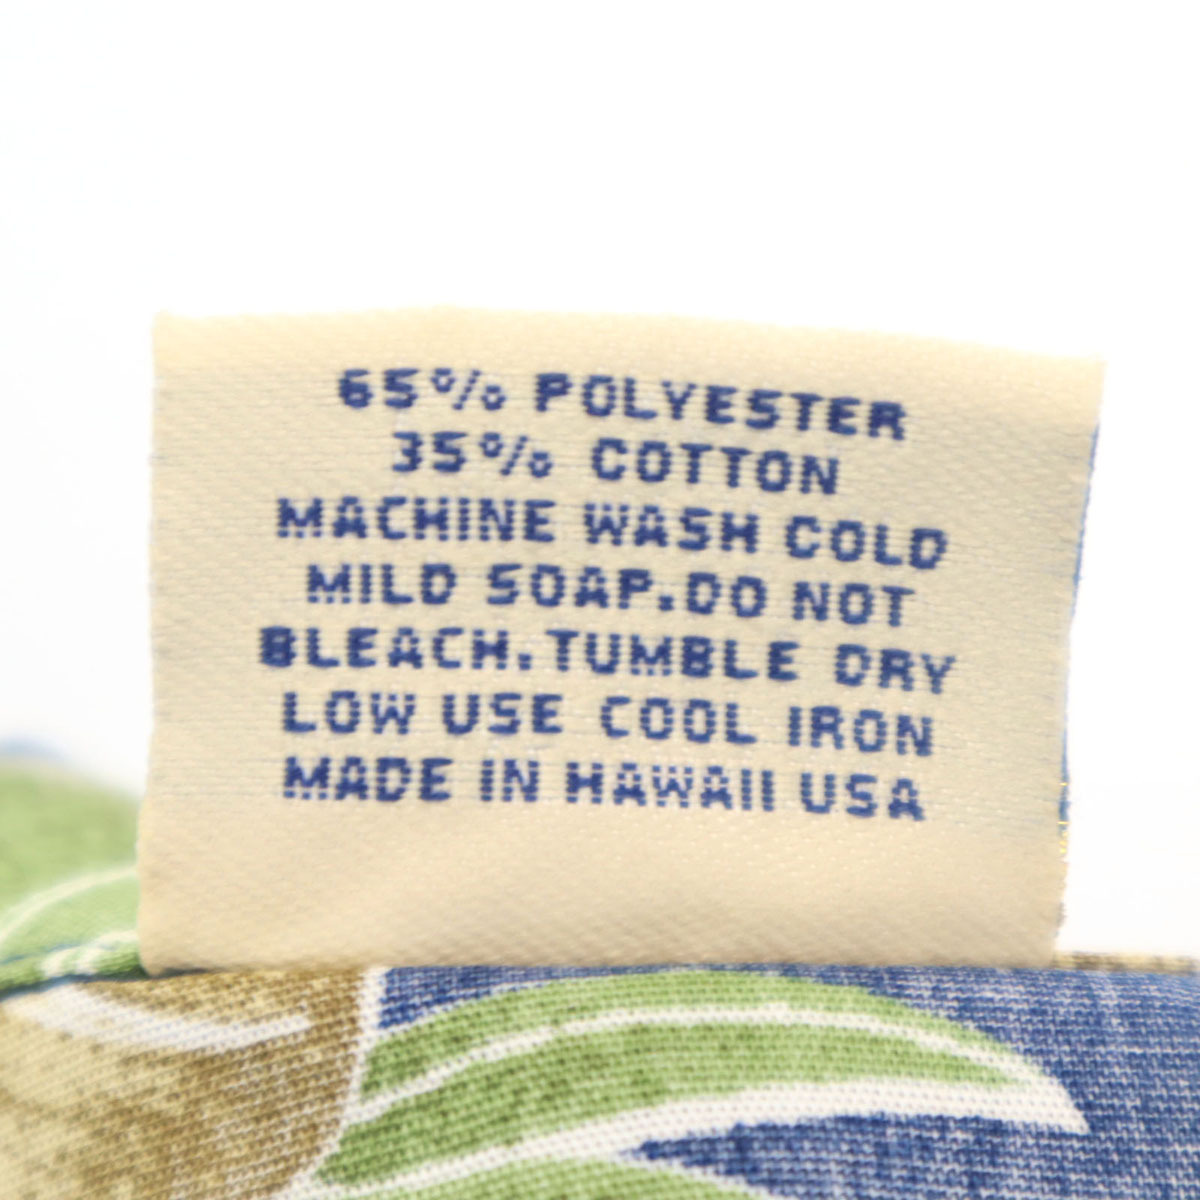 65% POLYESTER
35% COTTON
MACHINE WASH COLD
MILD SOAP.DO NOT
BLEACH.TUMBLE DRY
LOW USE COOL IRON
MADE IN HAWAII USA